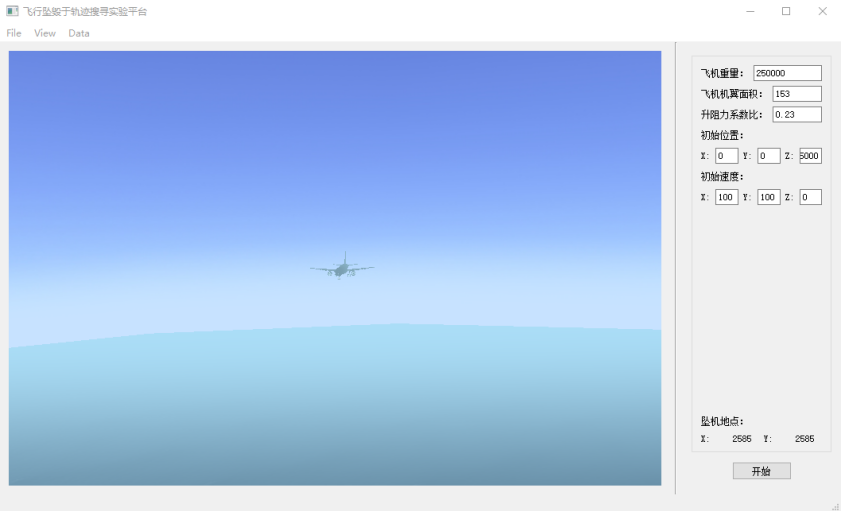 飞行坠毁于轨迹搜寻实验平台
File View Data
飞机重量: 250000
飞机机翼面积: 153
升阻力系数比: 0.23
初始位置:
X: 0 Y: 0 Z: 5000
初始速度:
X: 100 Y: 100 Z: 0
坠机地点:
X: 2585 Y: 2585
开始